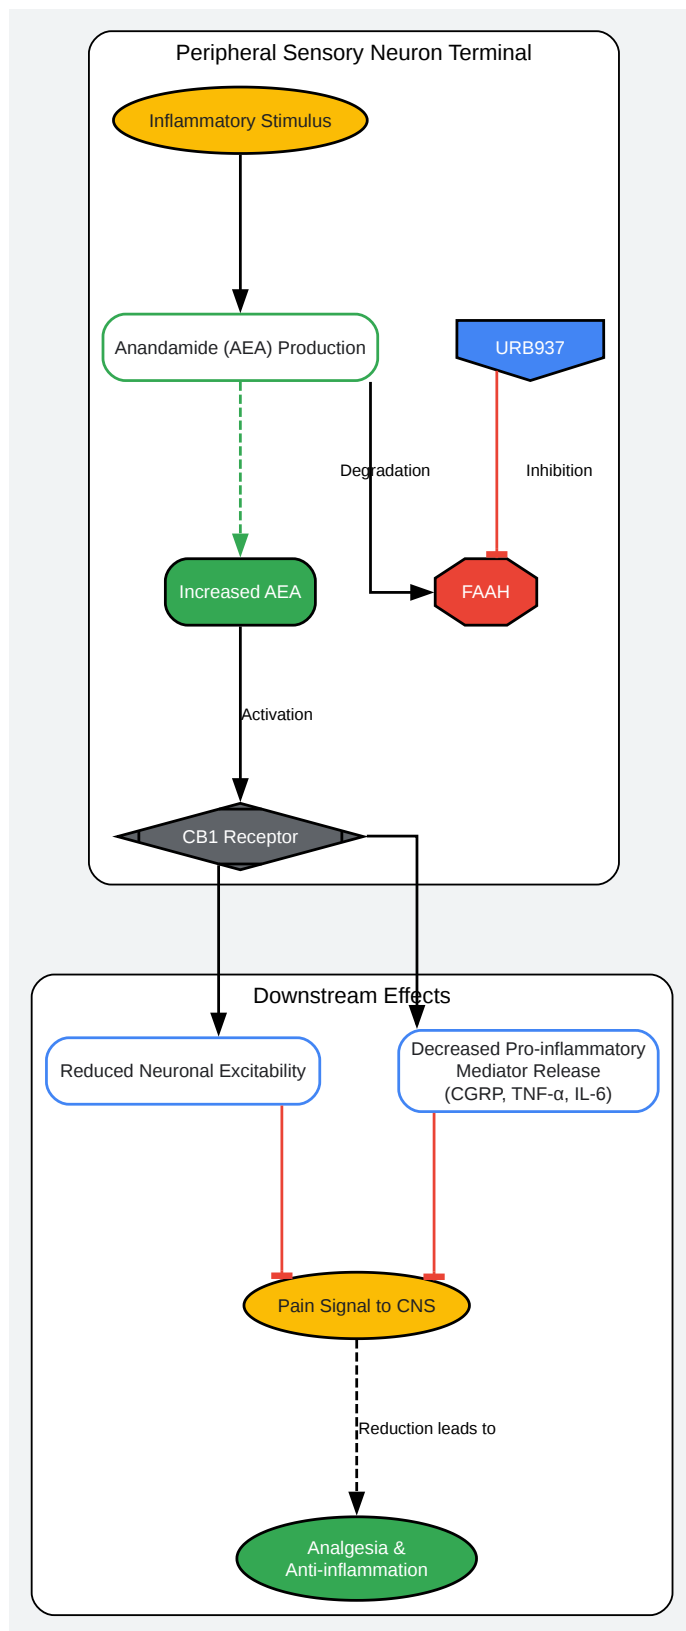 Peripheral Sensory Neuron Terminal
Inflammatory Stimulus
Anandamide (AEA) Production
URB937
Degradation
Inhibition
Increased AEA
FAAH
Activation
CB1 Receptor
Downstream Effects
Reduced Neuronal Excitability
Decreased Pro-inflammatory
Mediator Release
(CGRP, TNF-α, IL-6)
Pain Signal to CNS
Reduction leads to
Analgesia &
Anti-inflammation